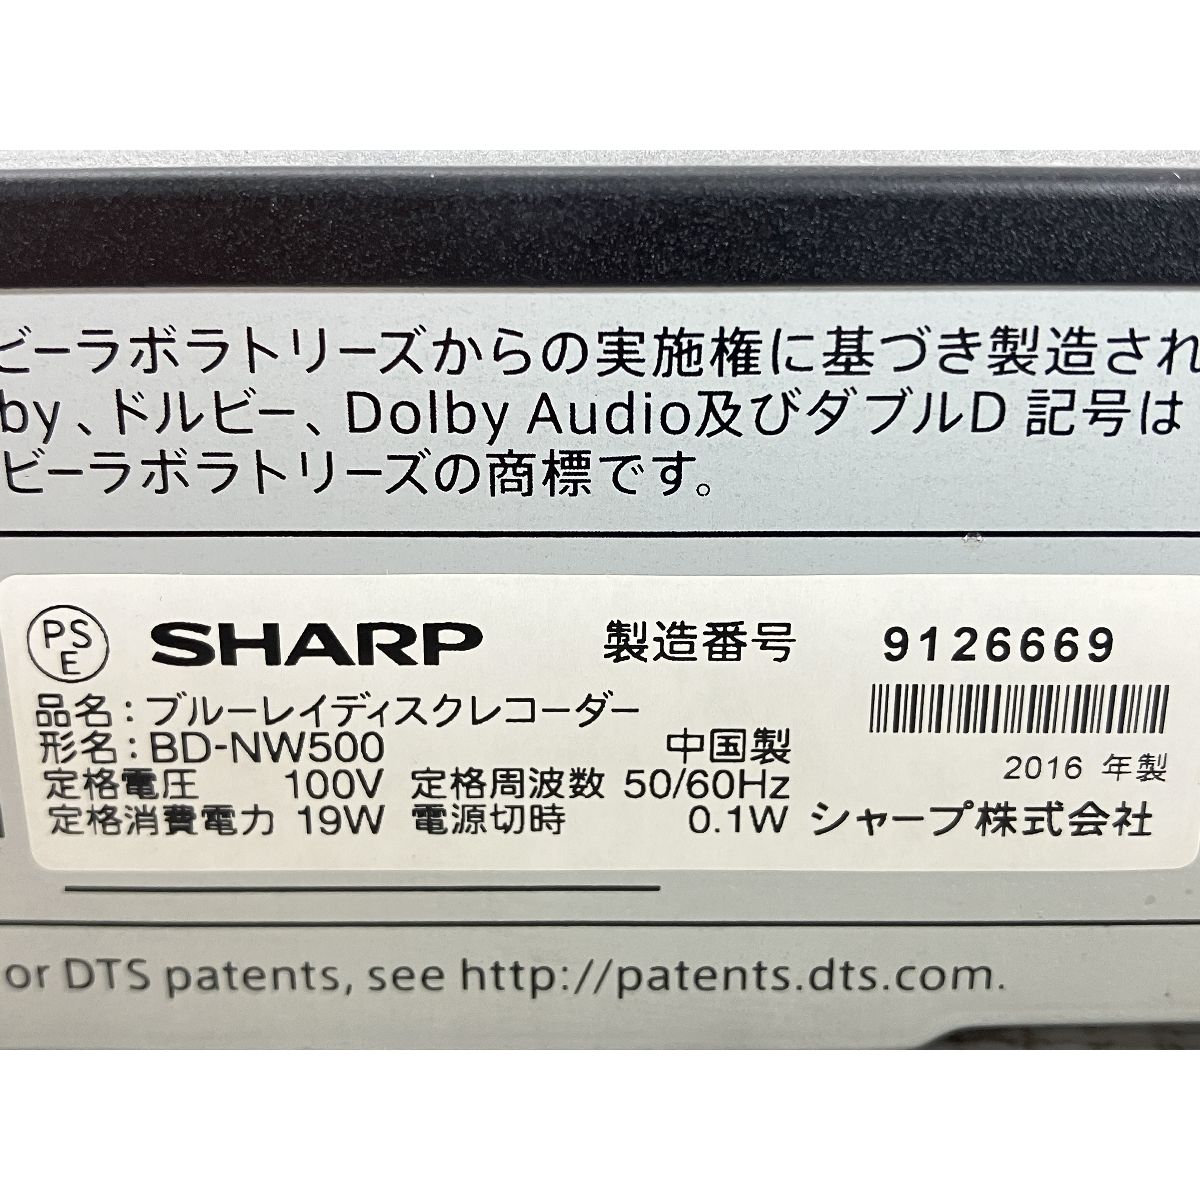 ビーラボラトリーズからの実施権に基づき製造され
by、ドルビー、Dolby Audio及びダブルD 記号は
ビーラボラトリーズの商標です。
PS
E
SHARP 製造番号 9126669
品名：ブルーレイディスクレコーダー
形名：BD-NW500 中国製
2016 年製
定格電圧 100V 定格周波数 50/60Hz
定格消費電力 19W 電源切時 0.1W シャープ株式会社
or DTS patents, see http://patents.dts.com.